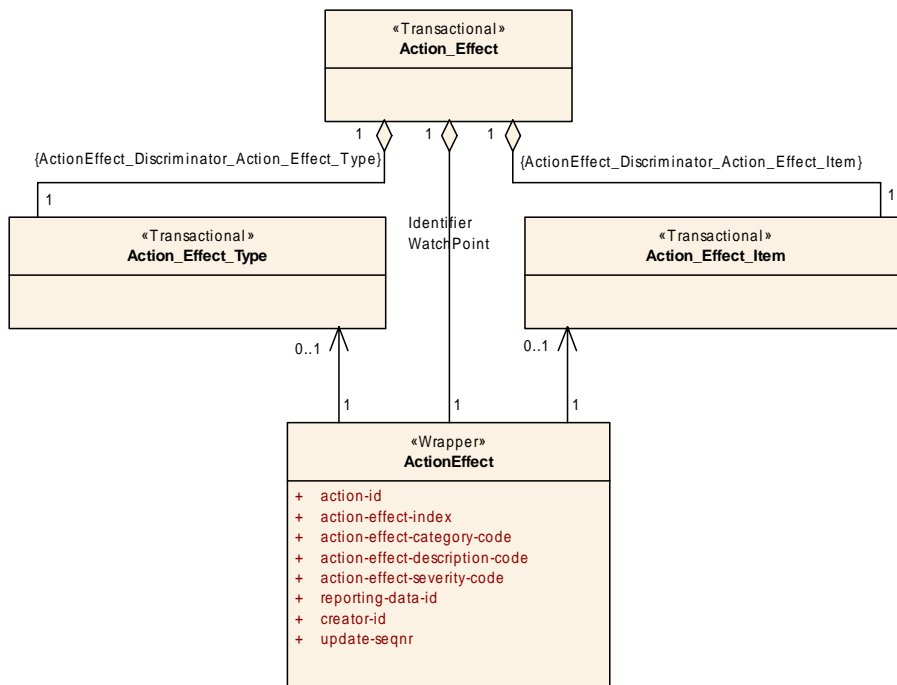 «Transactional»
Action_Effect
1 1 1
{ActionEffect_Discriminator_Action_Effect_Type}
{ActionEffect_Discriminator_Action_Effect_Item}
1
1
«Transactional»
Action_Effect_Type
Identifier
WatchPoint
«Transactional»
Action_Effect_Item
0..1
0..1
1
1
1
«Wrapper»
ActionEffect
+ action-id
+ action-effect-index
+ action-effect-category-code
+ action-effect-description-code
+ action-effect-severity-code
+ reporting-data-id
+ creator-id
+ update-seqnr